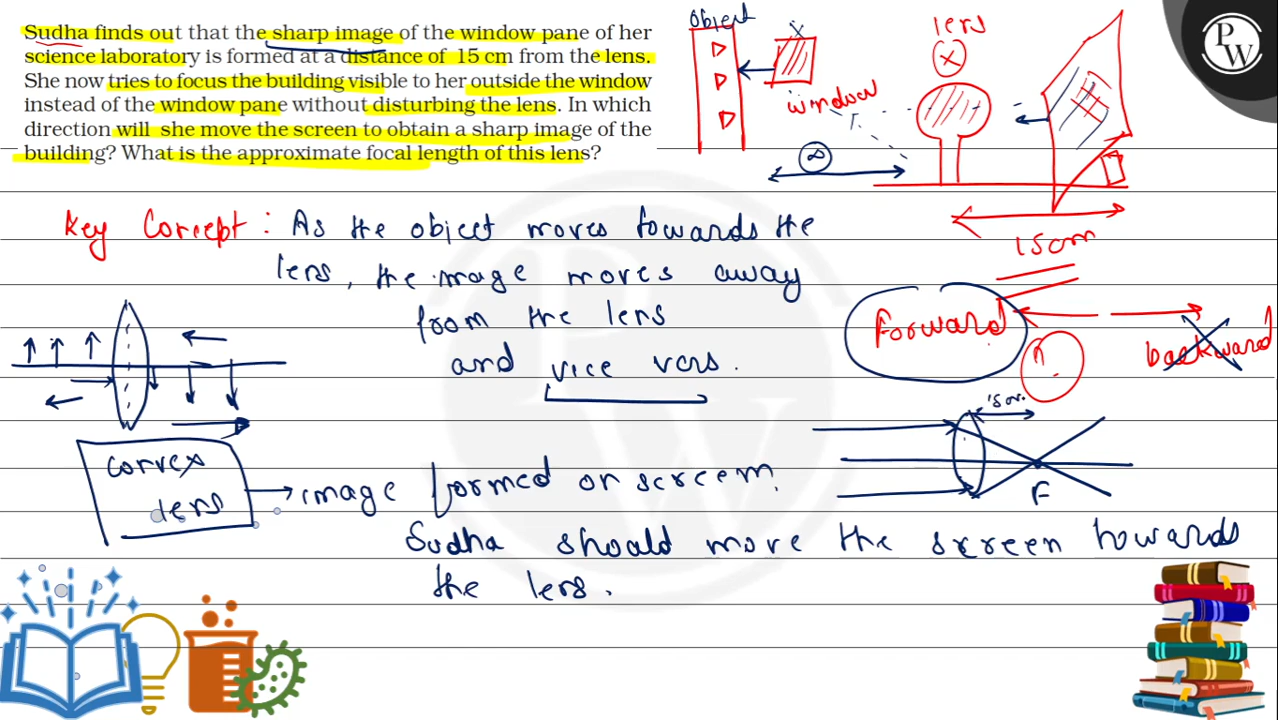 Sudha finds out that the sharp image of the window pane of her
science laboratory is formed at a distance of 15 cm from the lens.
She now tries to focus the building visible to her outside the window
instead of the window pane without disturbing the lens. In which
direction will she move the screen to obtain a sharp image of the
building? What is the approximate focal length of this lens?
object
lens
window
∞
PW
15cm
Key Concept : As the object moves towards the
lens, the image moves away
from the lens
and vice vers.
forward
backward
convex
lens
image formed on screem.
F
Sudha should move the screen towards
the lens.